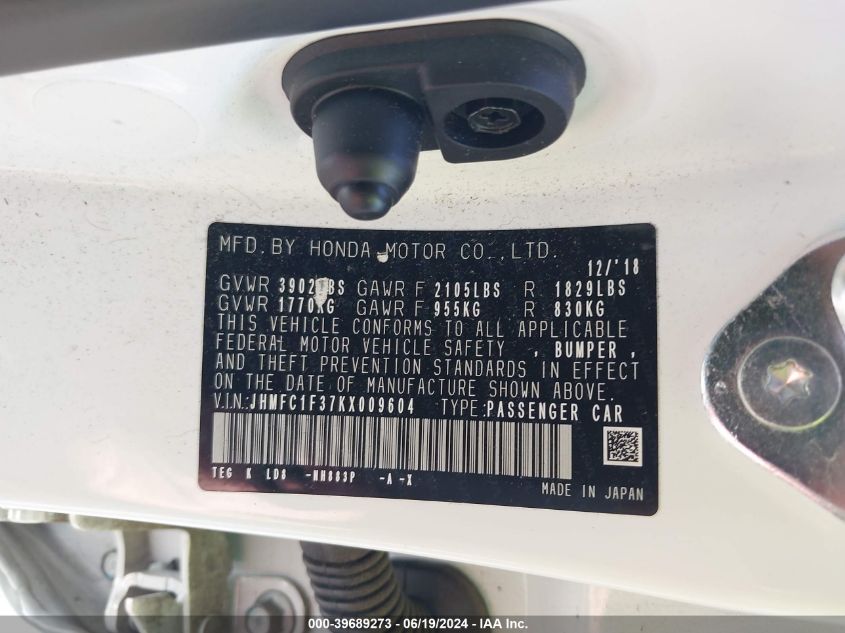 MFD. BY HONDA MOTOR CO., LTD.
12/'18
GVWR 3902LBS GAWR F 2105LBS R 1829LBS
GVWR 1770KG GAWR F 955KG R 830KG
THIS VEHICLE CONFORMS TO ALL APPLICABLE
FEDERAL MOTOR VEHICLE SAFETY , BUMPER ,
AND THEFT PREVENTION STANDARDS IN EFFECT
ON THE DATE OF MANUFACTURE SHOWN ABOVE.
V.I.N.:JHMFC1F37KX009604 TYPE:PASSENGER CAR
TEG K LD8 -NH883P -A -X
MADE IN JAPAN
000-39689273 - 06/19/2024 - IAA Inc.